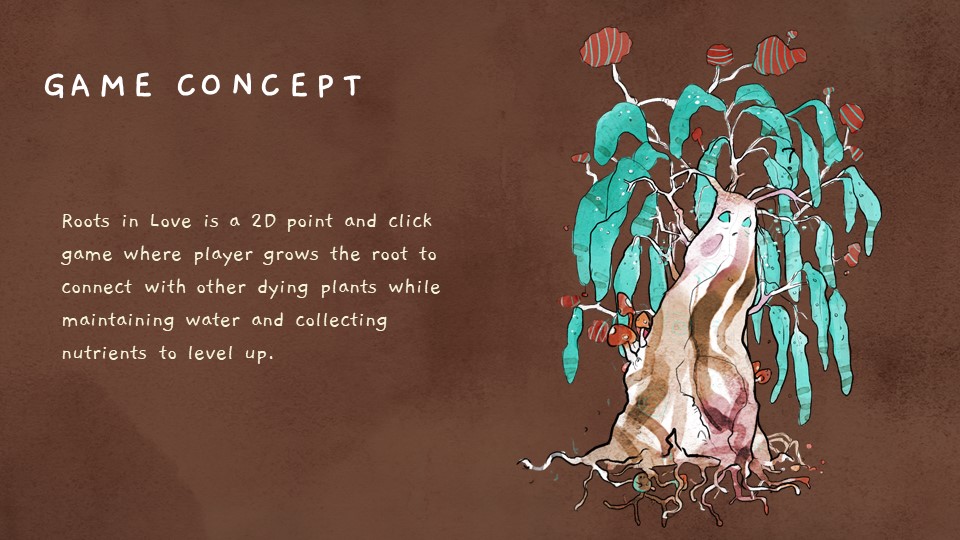 GAME CONCEPT
Roots in Love is a 2D point and click
game where player grows the root to
connect with other dying plants while
maintaining water and collecting
nutrients to level up.